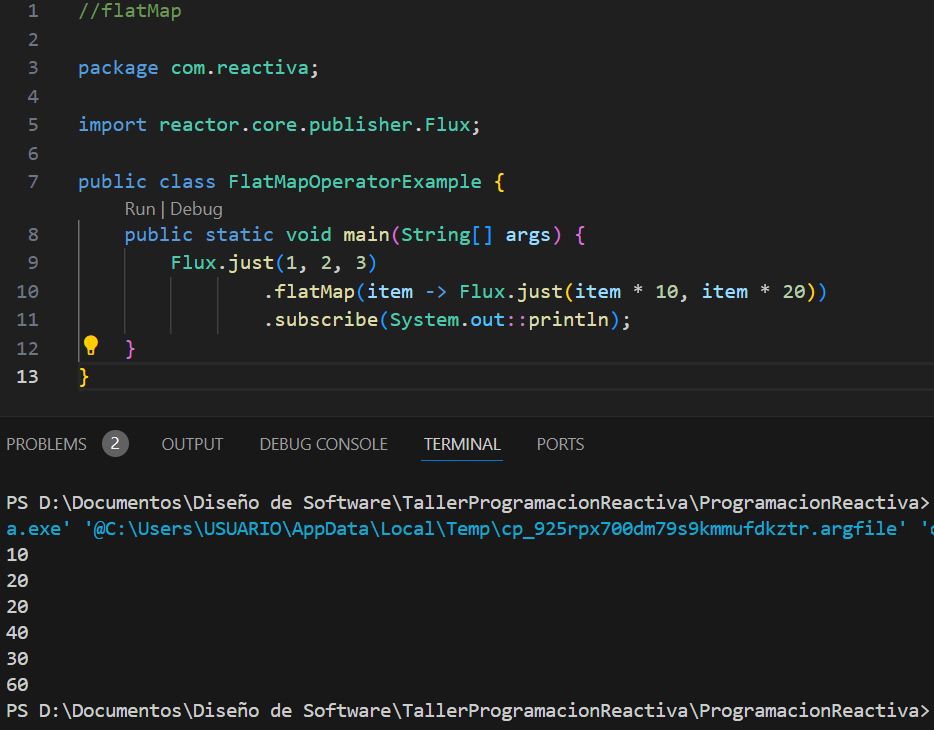 1 //flatMap
2
3 package com.reactiva;
4
5 import reactor.core.publisher.Flux;
6
7 public class FlatMapOperatorExample {
Run | Debug
8 public static void main(String[] args) {
9 Flux.just(1, 2, 3)
10 .flatMap(item -> Flux.just(item * 10, item * 20))
11 .subscribe(System.out::println);
12 }
13 }
PROBLEMS 2 OUTPUT DEBUG CONSOLE TERMINAL PORTS
PS D:\Documentos\Diseño de Software\TallerProgramacionReactiva\ProgramacionReactiva>
a.exe' '@C:\Users\USUARIO\AppData\Local\Temp\cp_925rpx700dm79s9kmmufdkztr.argfile' '
10
20
20
40
30
60
PS D:\Documentos\Diseño de Software\TallerProgramacionReactiva\ProgramacionReactiva>